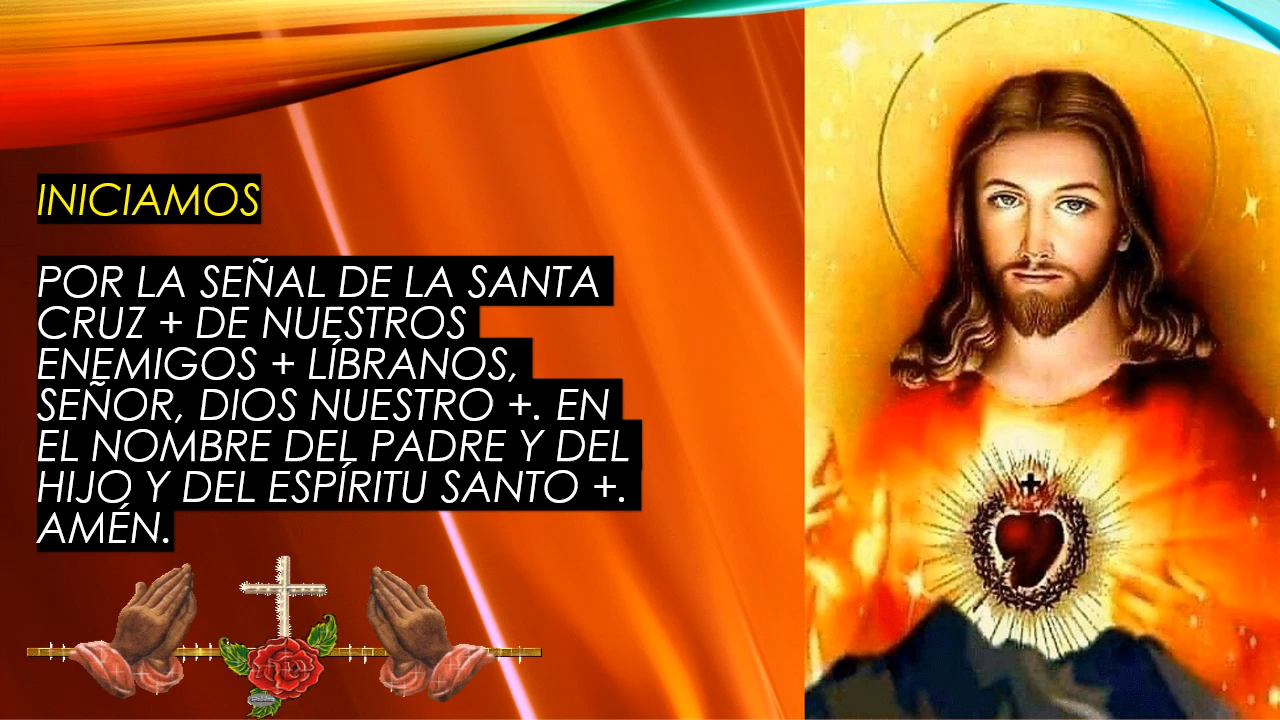 INICIAMOS
POR LA SEÑAL DE LA SANTA
CRUZ + DE NUESTROS
ENEMIGOS + LÍBRANOS,
SEÑOR, DIOS NUESTRO +. EN
EL NOMBRE DEL PADRE Y DEL
HIJO Y DEL ESPÍRITU SANTO +.
AMÉN.